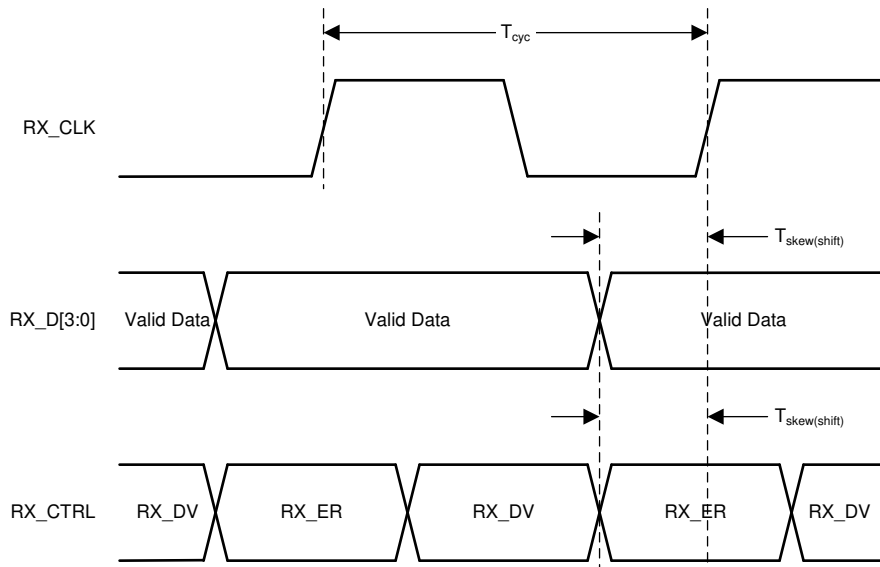 T_cyc
RX_CLK
T_skew(shift)
RX_D[3:0] Valid Data Valid Data Valid Data
T_skew(shift)
RX_CTRL RX_DV RX_ER RX_DV RX_ER RX_DV